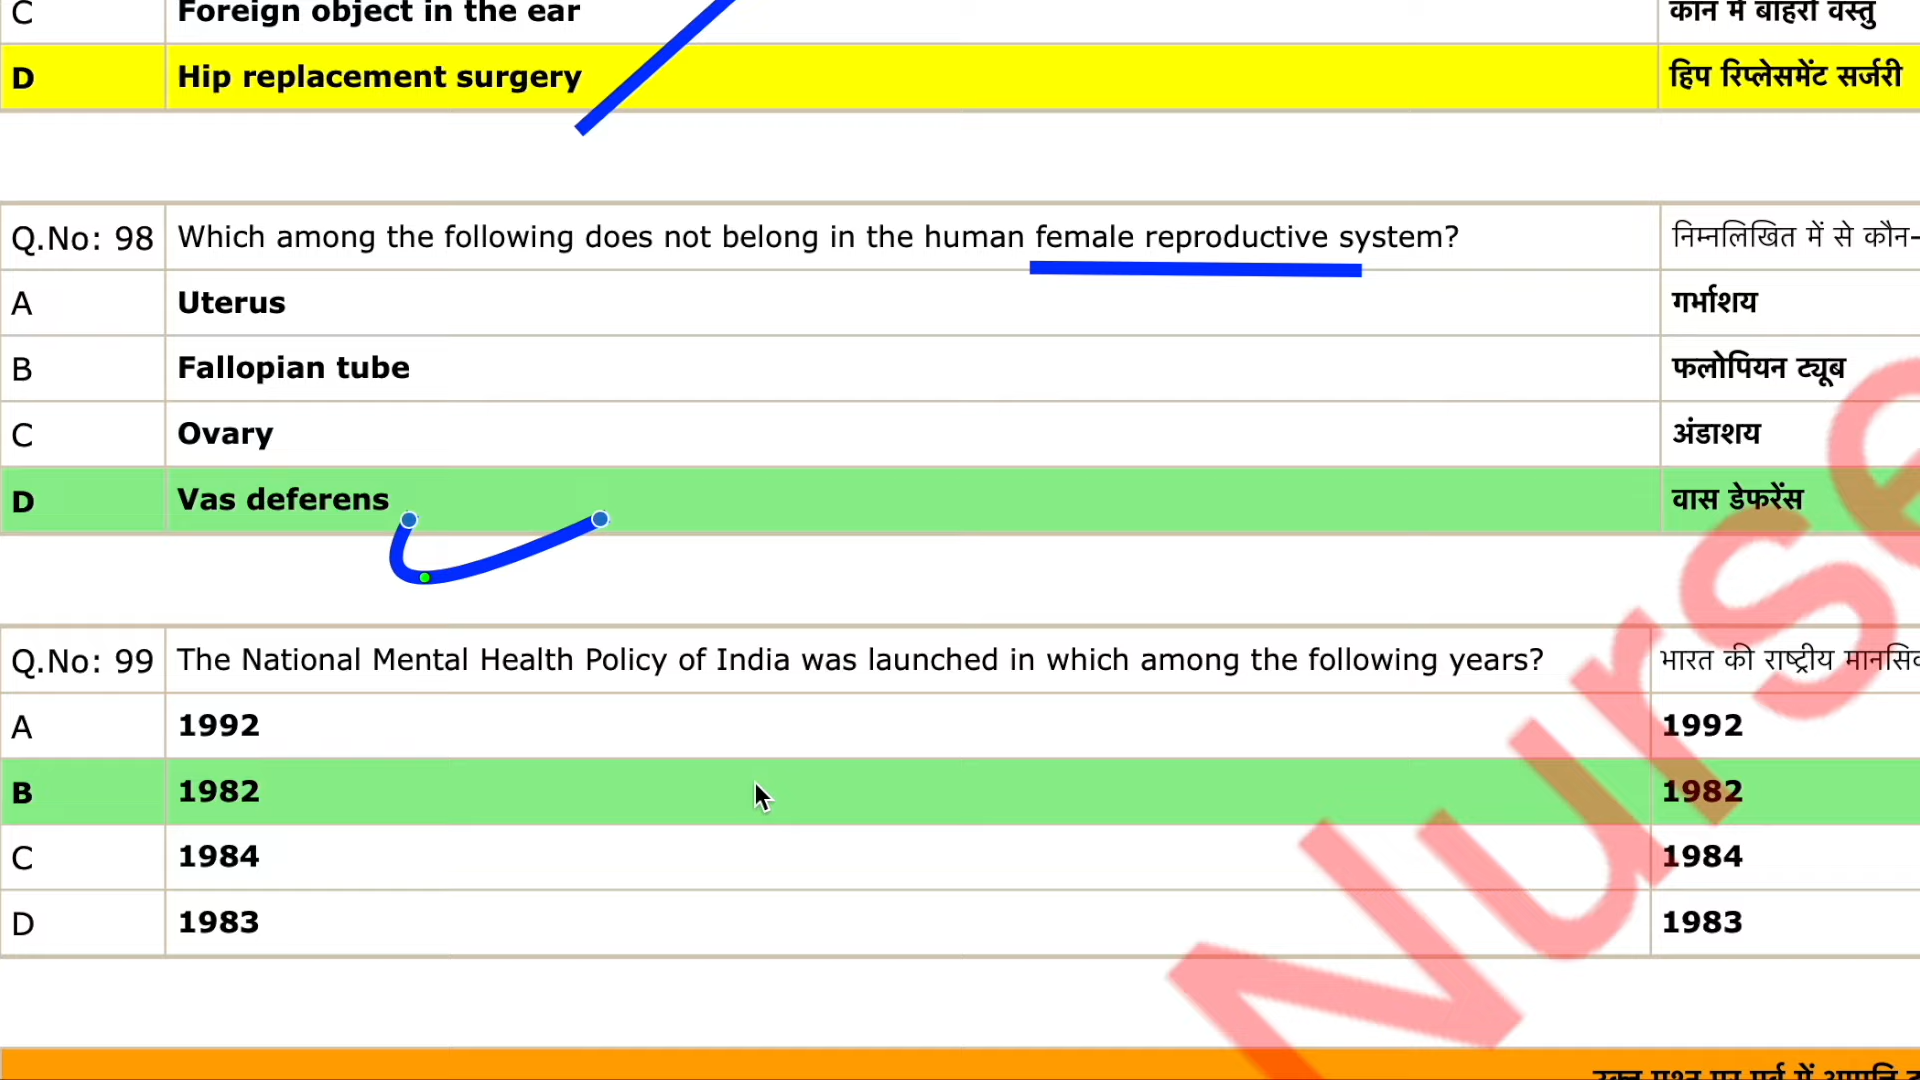 C Foreign object in the ear कान में बाहरी वस्तु
D Hip replacement surgery हिप रिप्लेसमेंट सर्जरी
Q.No: 98 Which among the following does not belong in the human female reproductive system? निम्नलिखित में से कौन-
A Uterus गर्भाशय
B Fallopian tube फलोपियन ट्यूब
C Ovary अंडाशय
D Vas deferens वास डेफरेंस
Q.No: 99 The National Mental Health Policy of India was launched in which among the following years? भारत की राष्ट्रीय
A 1992 1992
B 1982 1982
C 1984 1984
D 1983 1983
Nurse